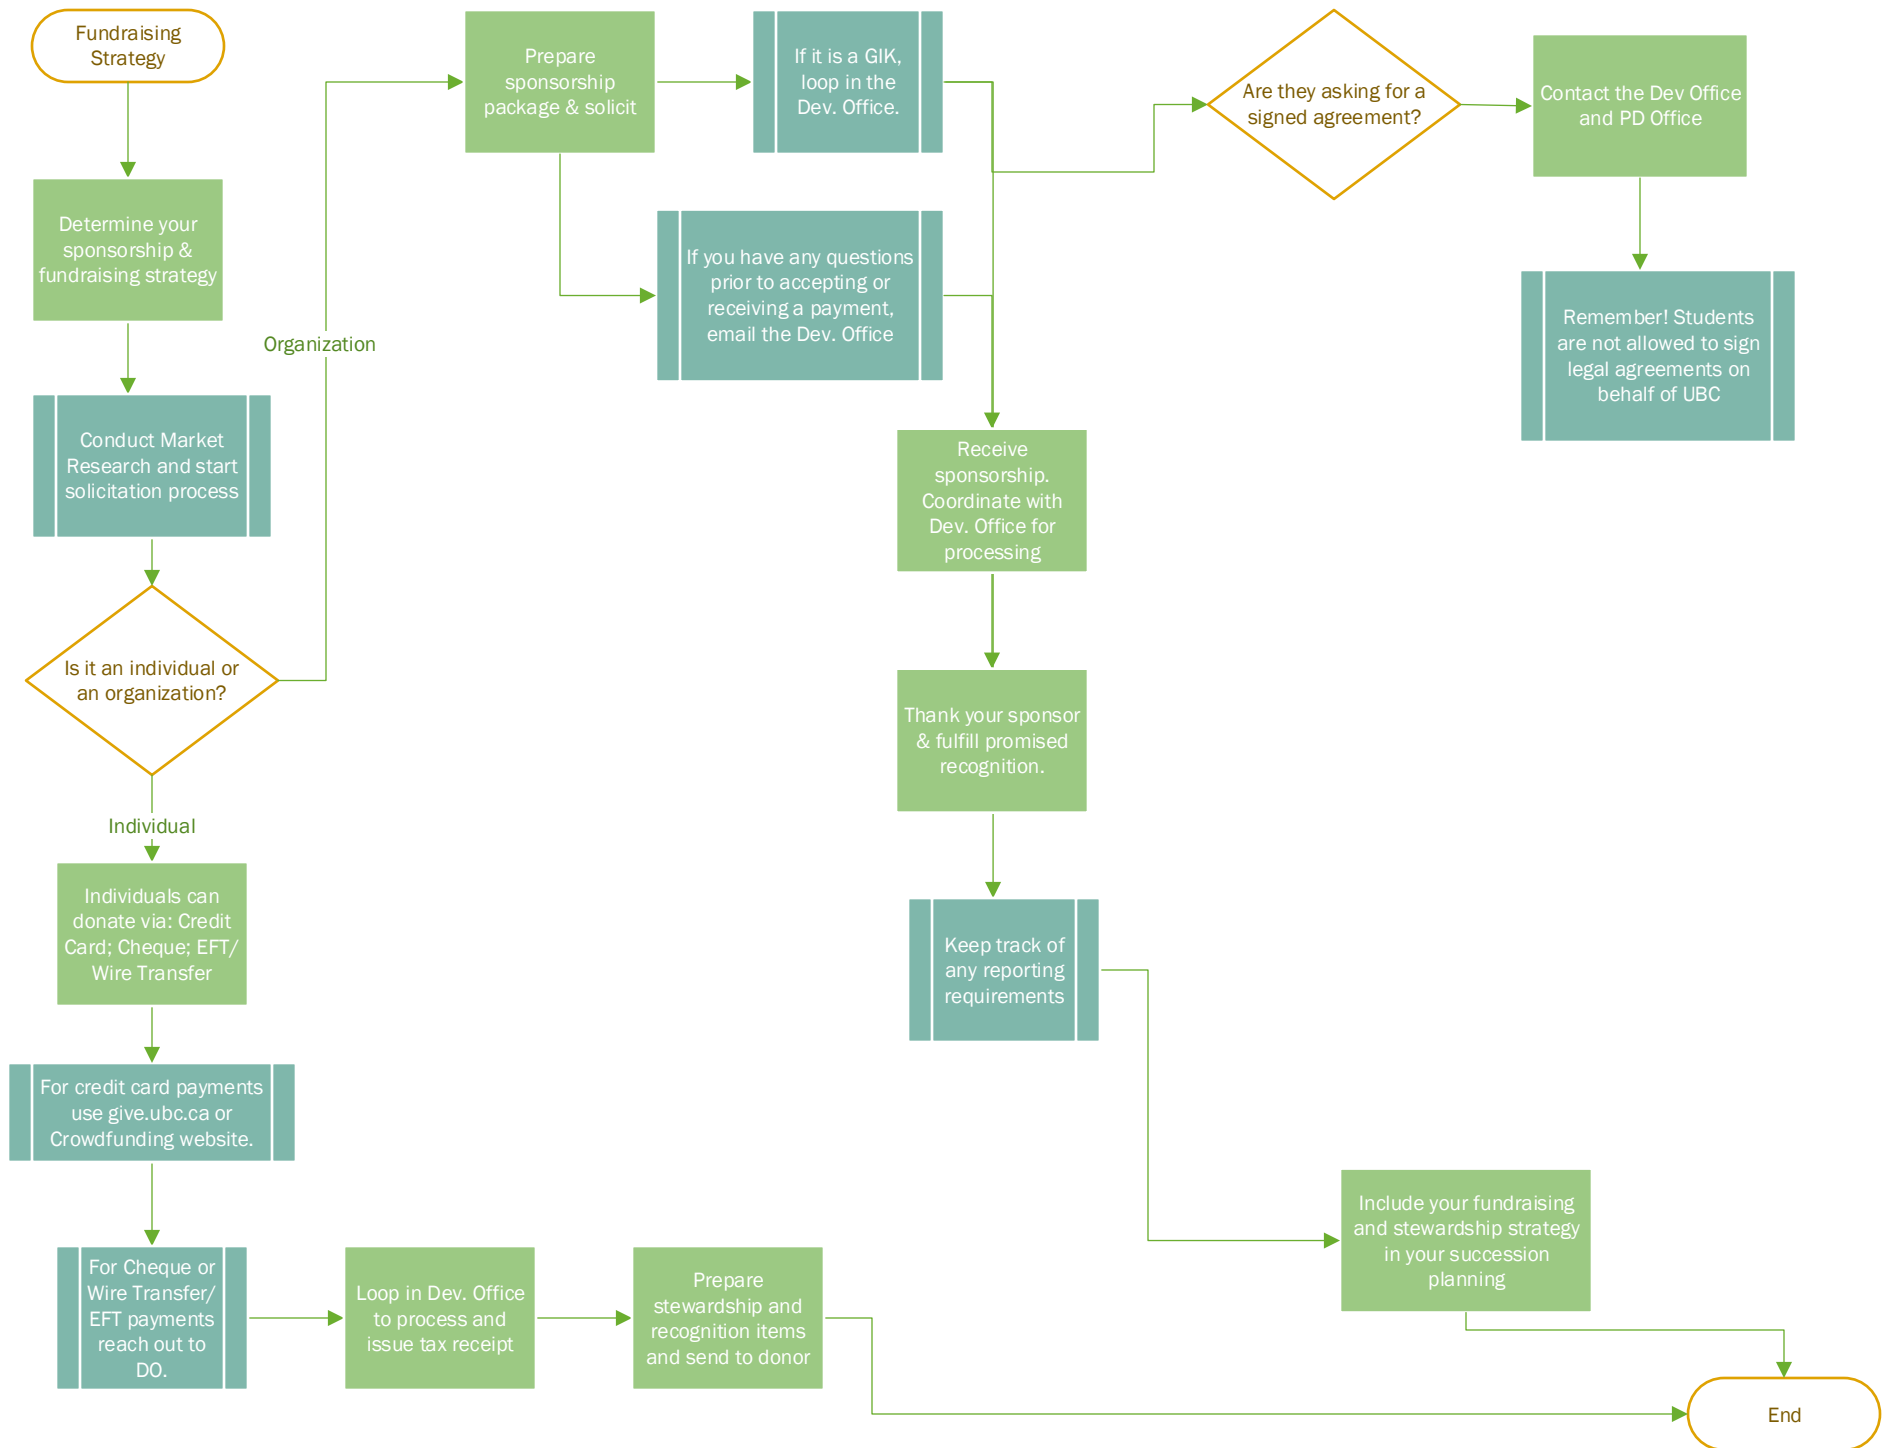 Fundraising
Strategy
Determine your
sponsorship &
fundraising strategy
Conduct Market
Research and start
solicitation process
Is it an individual or
an organization?
Organization
Individual
Individuals can
donate via: Credit
Card; Cheque; EFT/
Wire Transfer
For credit card payments
use give.ubc.ca or
Crowdfunding website.
For Cheque or
Wire Transfer/
EFT payments
reach out to
DO.
Loop in Dev. Office
to process and
issue tax receipt
Prepare
stewardship and
recognition items
and send to donor
Prepare
sponsorship
package & solicit
If it is a GIK,
loop in the
Dev. Office.
If you have any questions
prior to accepting or
receiving a payment,
email the Dev. Office
Are they asking for a
signed agreement?
Contact the Dev Office
and PD Office
Remember! Students
are not allowed to sign
legal agreements on
behalf of UBC
Receive
sponsorship.
Coordinate with
Dev. Office for
processing
Thank your sponsor
& fulfill promised
recognition.
Keep track of
any reporting
requirements
Include your fundraising
and stewardship strategy
in your succession
planning
End